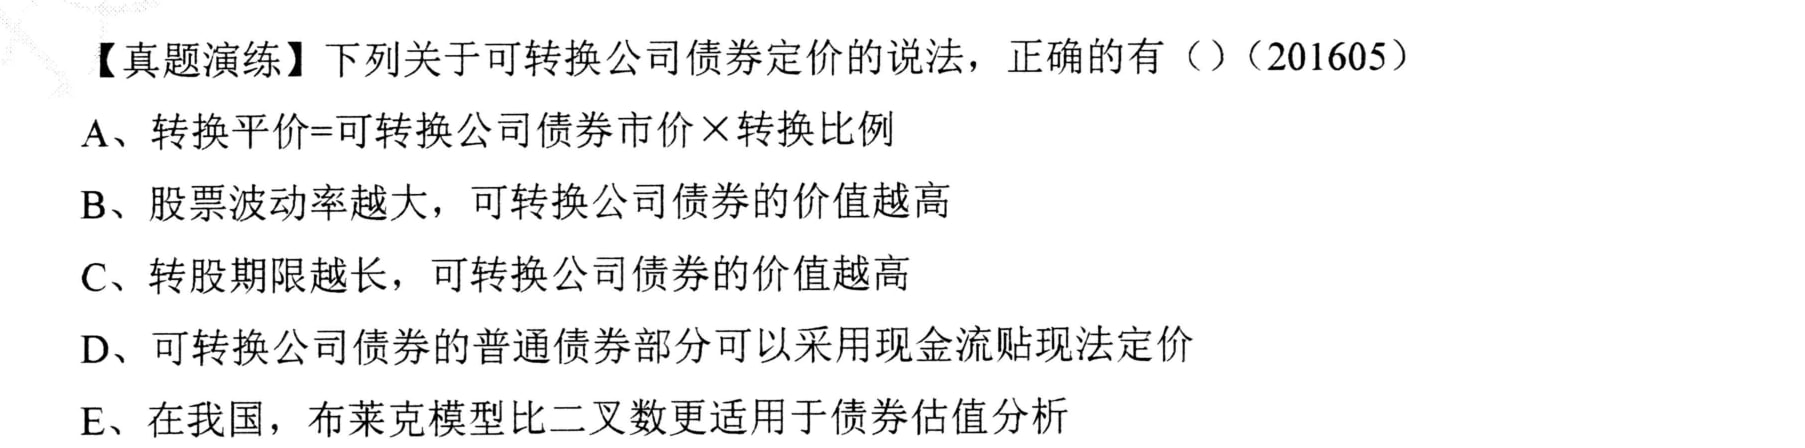 【真题演练】下列关于可转换公司债券定价的说法，正确的有（）（201605）
A、转换平价=可转换公司债券市价×转换比例
B、股票波动率越大，可转换公司债券的价值越高
C、转股期限越长，可转换公司债券的价值越高
D、可转换公司债券的普通债券部分可以采用现金流贴现法定价
E、在我国，布莱克模型比二叉数更适用于债券估值分析